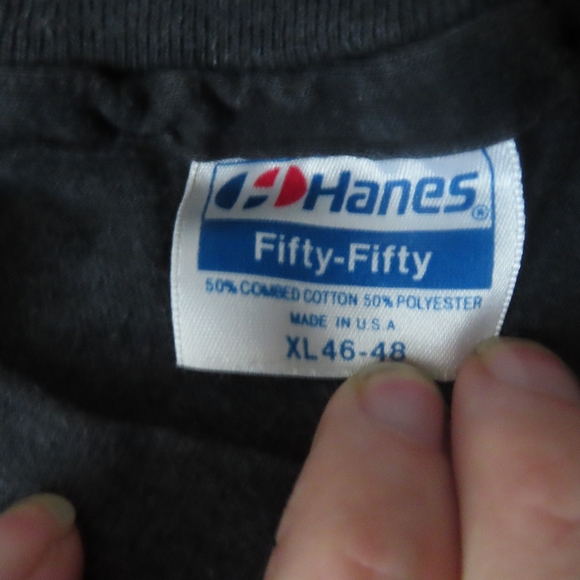 Hanes®
Fifty-Fifty
50% COMBED COTTON 50% POLYESTER
MADE IN U.S.A
XL 46-48